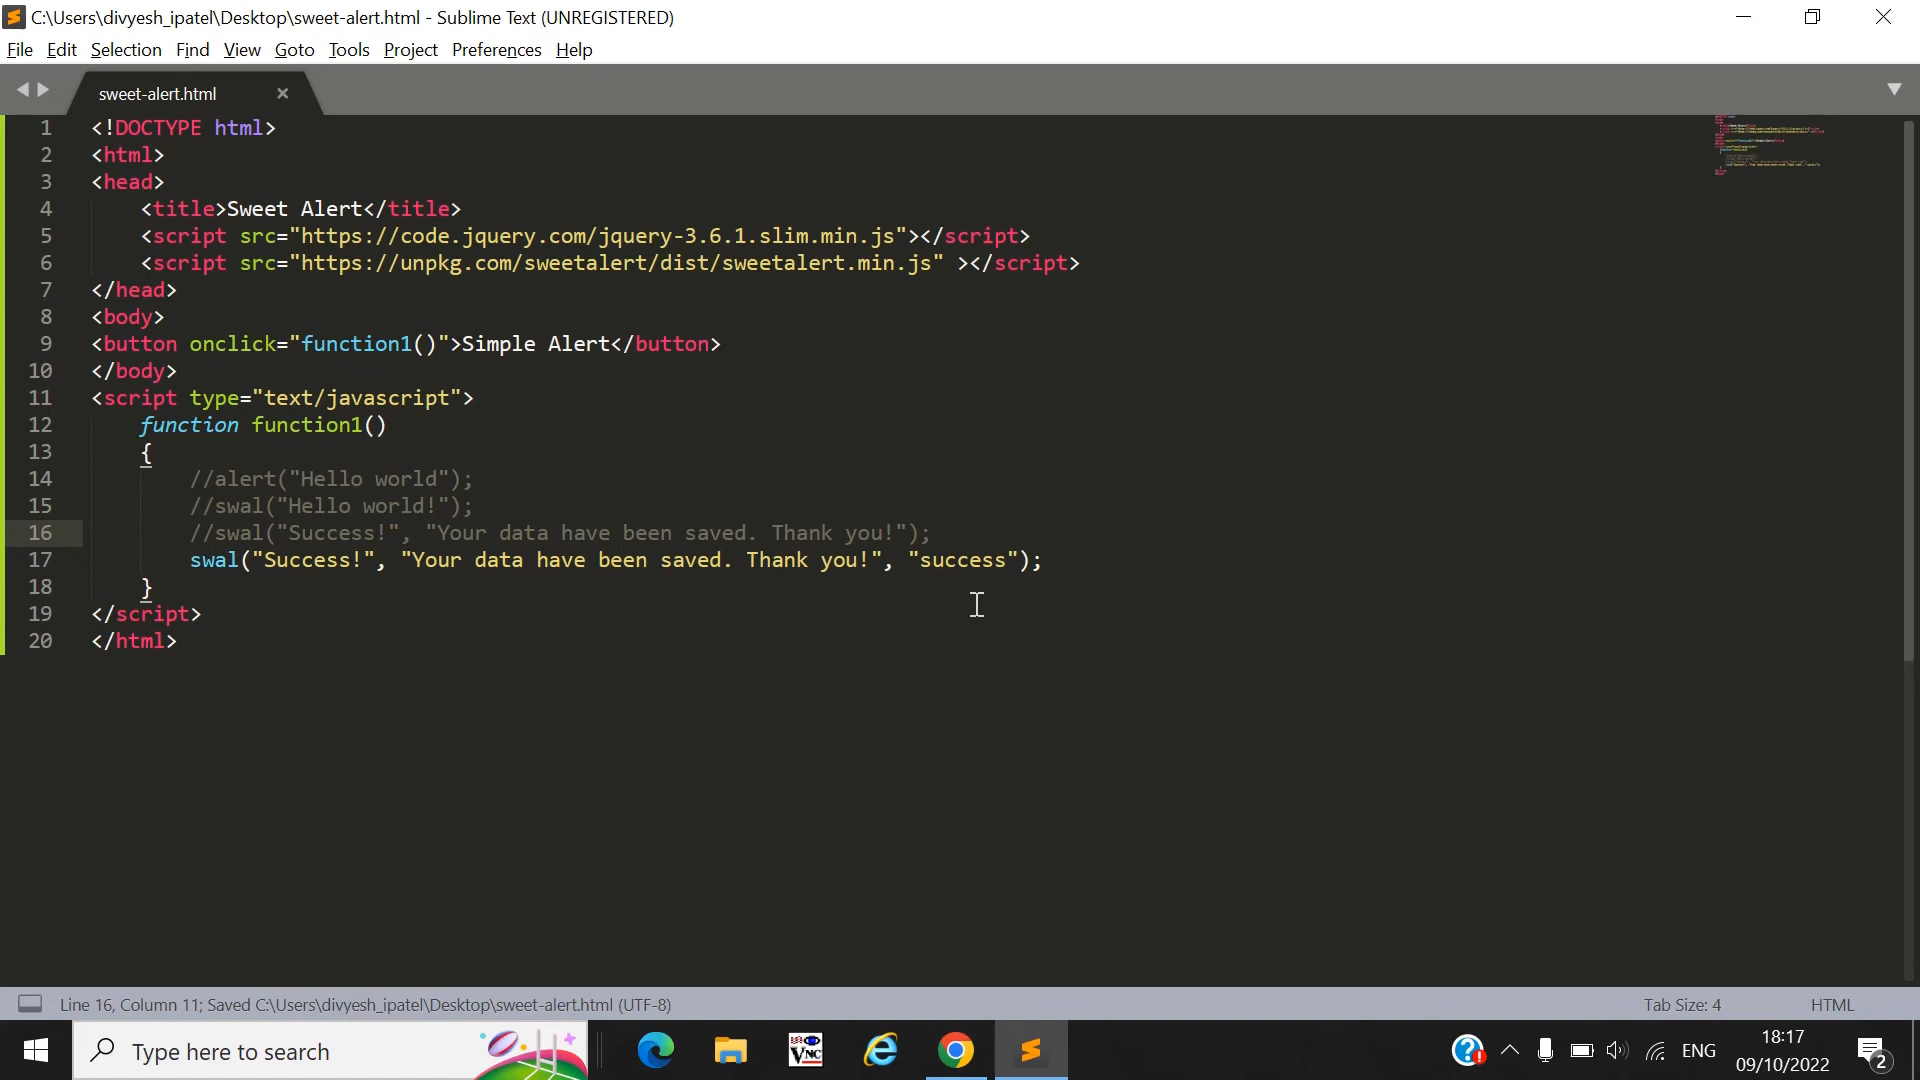 C:\Users\divyesh_ipatel\Desktop\sweet-alert.html - Sublime Text (UNREGISTERED)
File Edit Selection Find View Goto Tools Project Preferences Help
sweet-alert.html
1 <!DOCTYPE html>
2 <html>
3 <head>
4 <title>Sweet Alert</title>
5 <script src="https://code.jquery.com/jquery-3.6.1.slim.min.js"></script>
6 <script src="https://unpkg.com/sweetalert/dist/sweetalert.min.js" ></script>
7 </head>
8 <body>
9 <button onclick="function1()">Simple Alert</button>
10 </body>
11 <script type="text/javascript">
12 function function1()
13 {
14 //alert("Hello world");
15 //swal("Hello world!");
16 //swal("Success!", "Your data have been saved. Thank you!");
17 swal("Success!", "Your data have been saved. Thank you!", "success");
18 }
19 </script>
20 </html>
Line 16, Column 11; Saved C:\Users\divyesh_ipatel\Desktop\sweet-alert.html (UTF-8) Tab Size: 4 HTML
Type here to search
VNC
ENG
18:17
09/10/2022
2